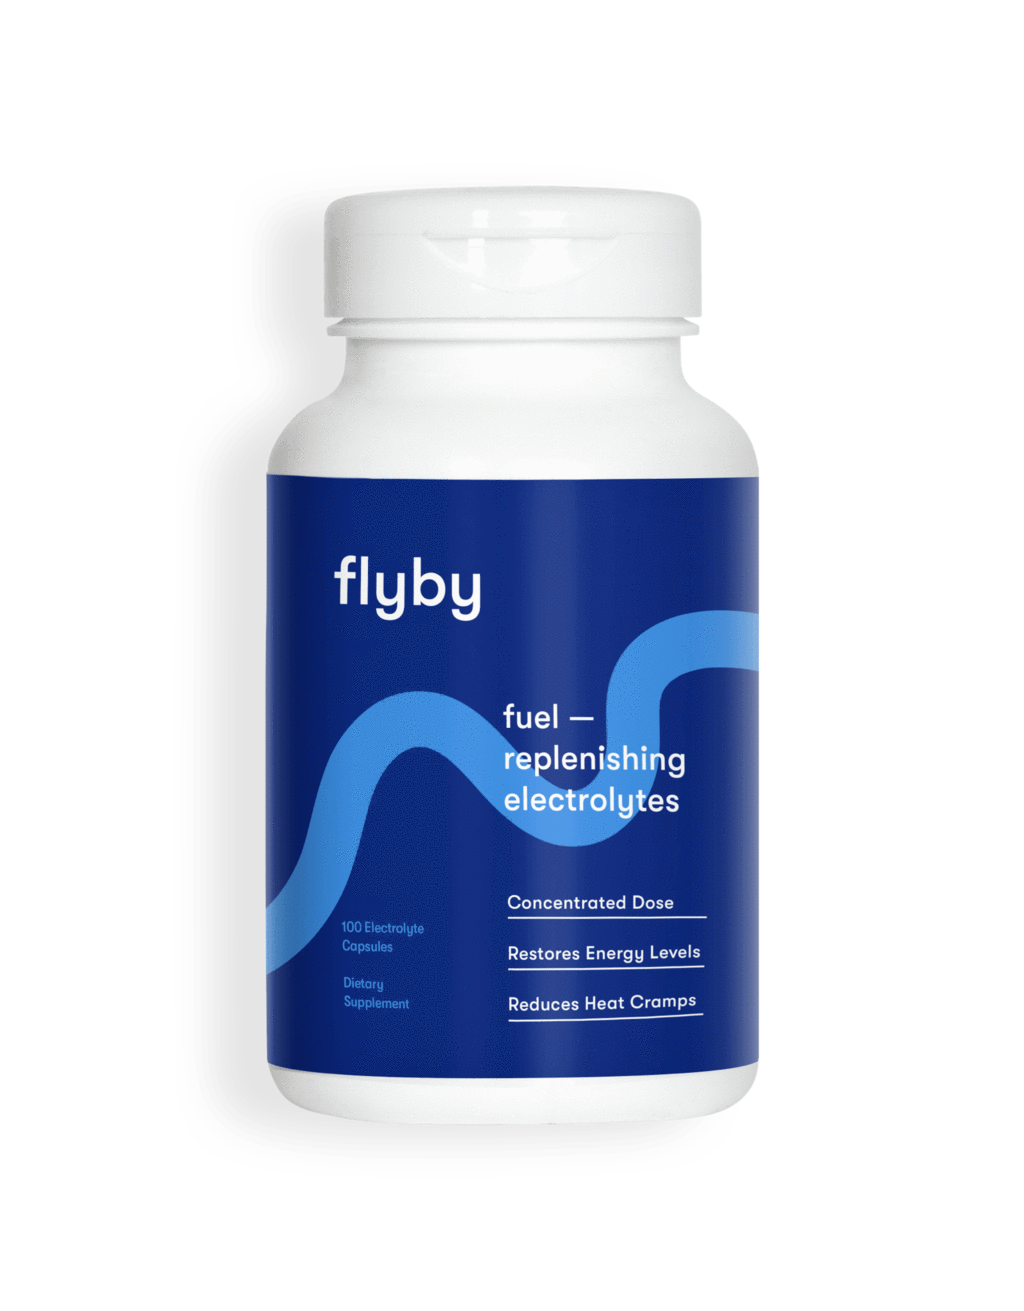 flyby
fuel —
replenishing
electrolytes
Concentrated Dose
Restores Energy Levels
Reduces Heat Cramps
100 Electrolyte
Capsules
Dietary
Supplement